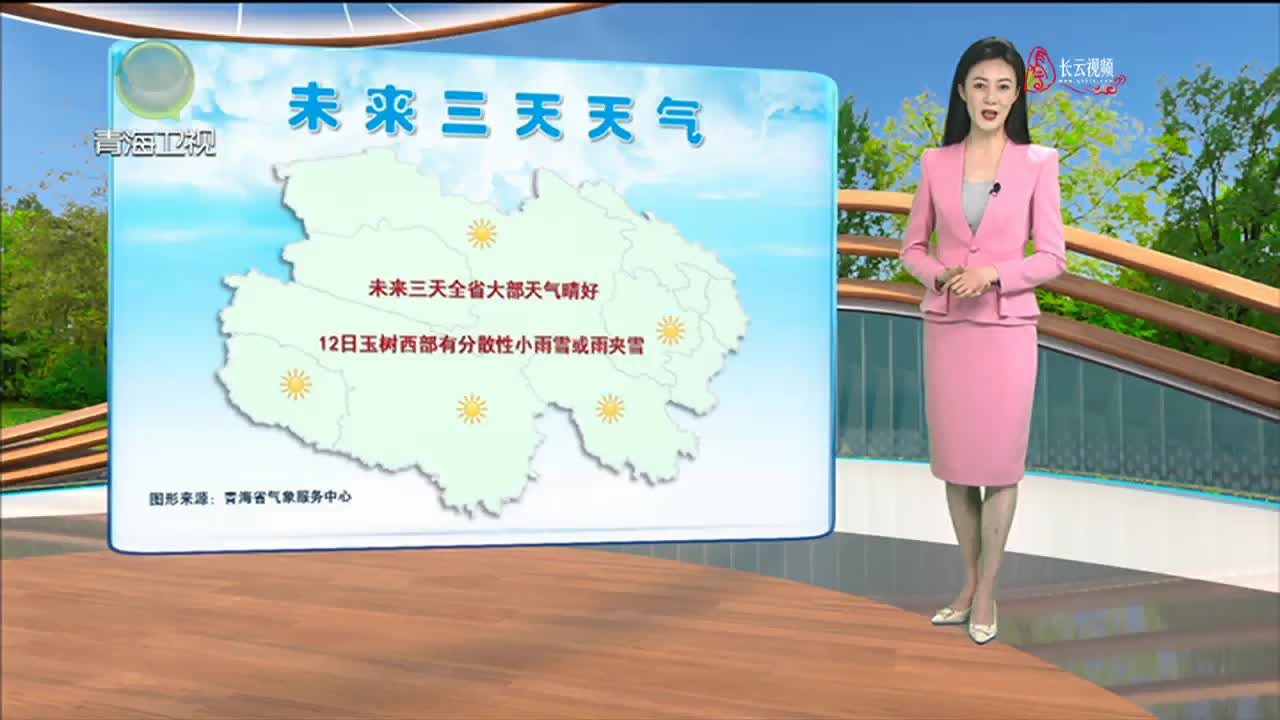 未来三天天气
青海卫视
长云视频
未来三天全省大部天气晴好
12日玉树西部有分散性小雨雪或雨夹雪
图形来源：青海省气象服务中心